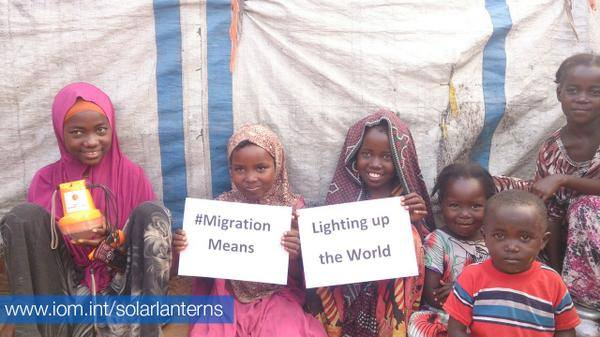 #Migration
Means
Lighting up
the World
www.iom.int/solarlanterns